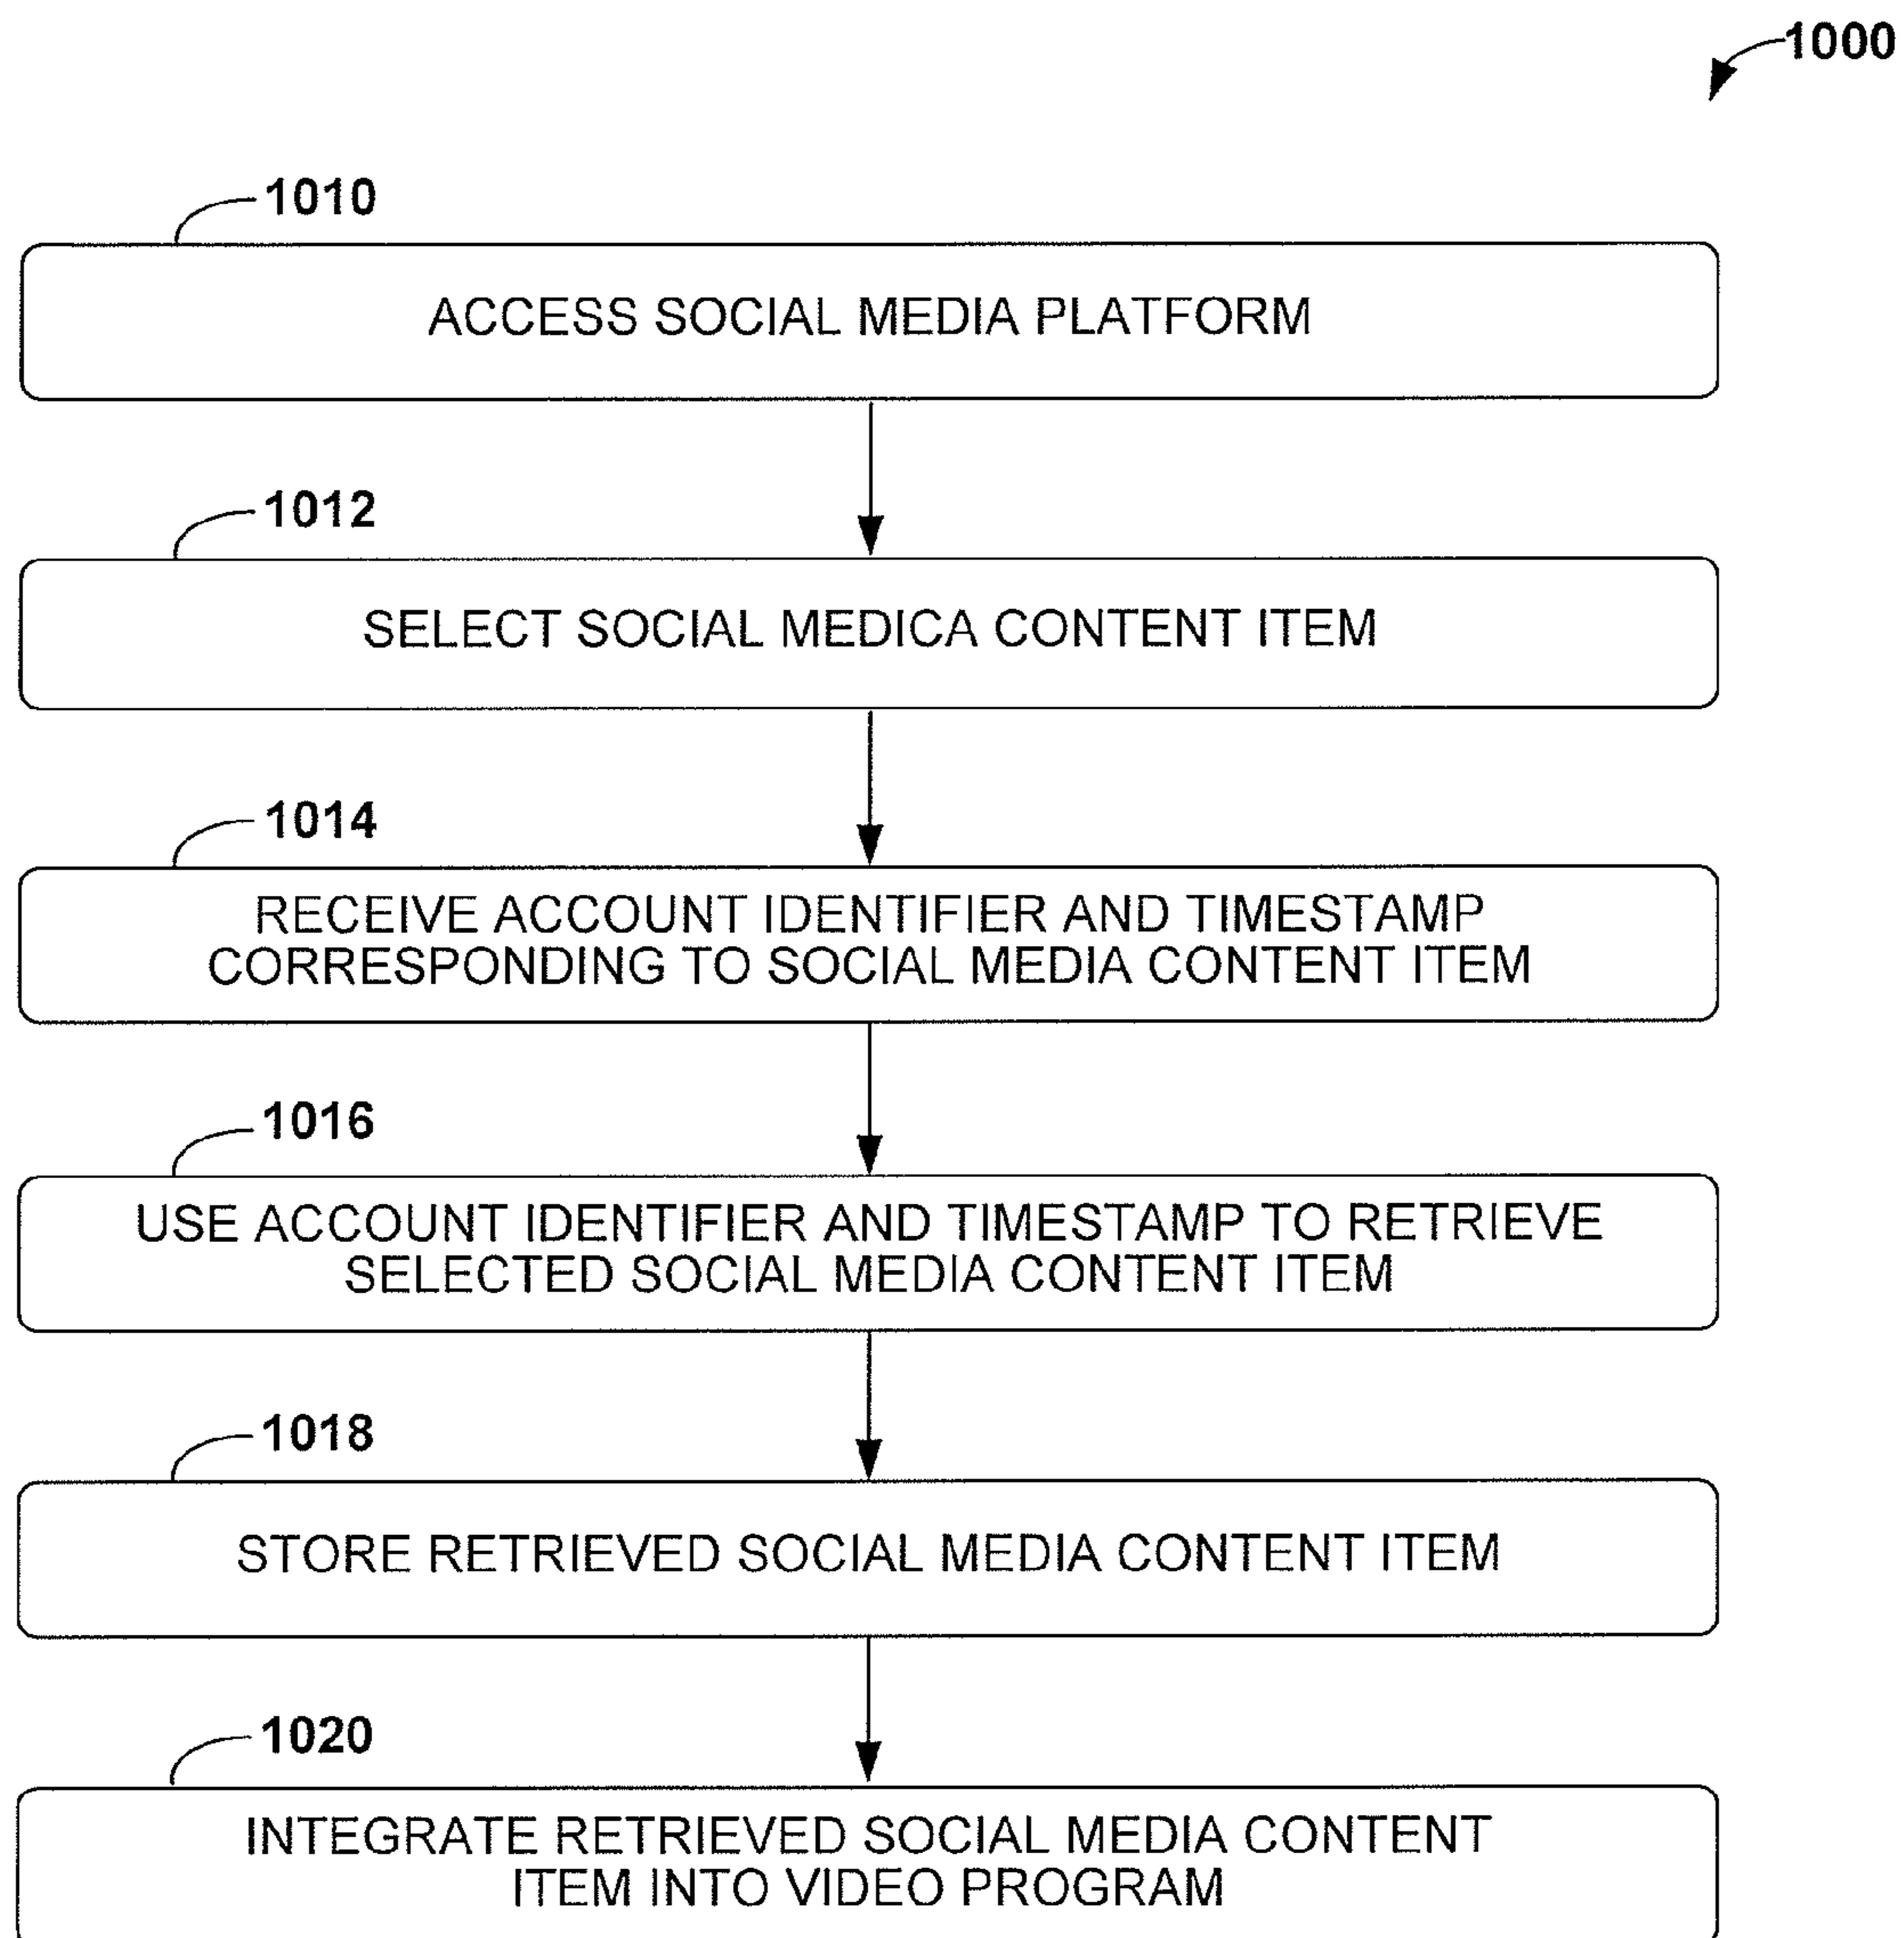 1000
1010
ACCESS SOCIAL MEDIA PLATFORM
1012
SELECT SOCIAL MEDICA CONTENT ITEM
1014
RECEIVE ACCOUNT IDENTIFIER AND TIMESTAMP
CORRESPONDING TO SOCIAL MEDIA CONTENT ITEM
1016
USE ACCOUNT IDENTIFIER AND TIMESTAMP TO RETRIEVE
SELECTED SOCIAL MEDIA CONTENT ITEM
1018
STORE RETRIEVED SOCIAL MEDIA CONTENT ITEM
1020
INTEGRATE RETRIEVED SOCIAL MEDIA CONTENT
ITEM INTO VIDEO PROGRAM